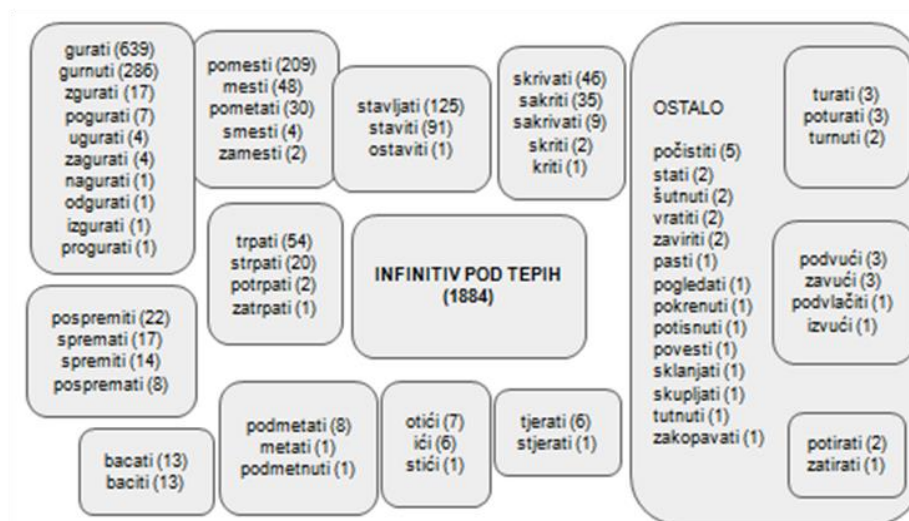 gurati (639)
gurnuti (286)
zgurati (17)
pogurati (7)
ugurati (4)
zagurati (4)
nagurati (1)
odgurati (1)
izgurati (1)
progurati (1)
pomesti (209)
mesti (48)
pometati (30)
smesti (4)
zamesti (2)
stavljati (125)
staviti (91)
ostaviti (1)
skrivati (46)
sakriti (35)
sakrivati (9)
skriti (2)
kriti (1)
trpati (54)
strpati (20)
potrpati (2)
zatrpati (1)
INFINITIV POD TEPIH
(1884)
pospremiti (22)
spremati (17)
spremiti (14)
pospremati (8)
bacati (13)
baciti (13)
podmetati (8)
metati (1)
podmetnuti (1)
otići (7)
ići (6)
stići (1)
tjerati (6)
stjerati (1)
OSTALO
počistiti (5)
stati (2)
šutnuti (2)
vratiti (2)
zaviriti (2)
pasti (1)
pogledati (1)
pokrenuti (1)
potisnuti (1)
povesti (1)
sklanjati (1)
skupljati (1)
tutnuti (1)
zakopavati (1)
turati (3)
poturati (3)
turnuti (2)
podvući (3)
zavući (3)
podvlačiti (1)
izvući (1)
potirati (2)
zatirati (1)